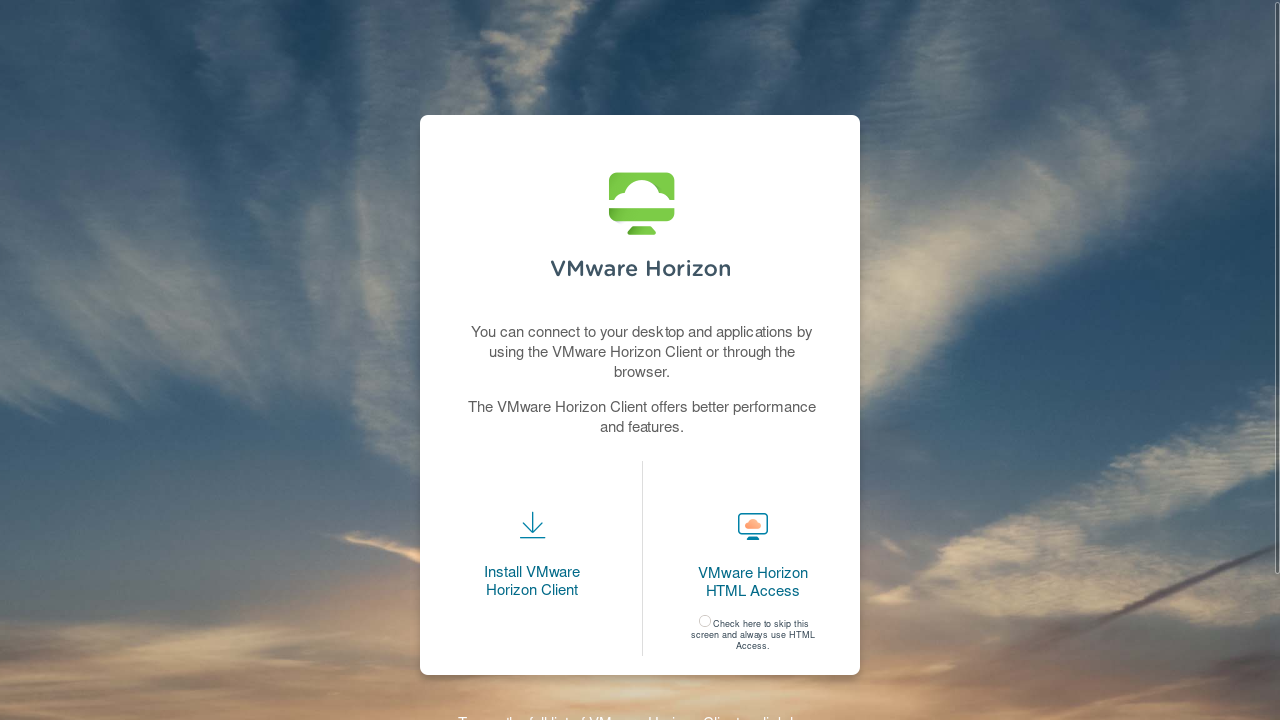 VMware Horizon
You can connect to your desktop and applications by
using the VMware Horizon Client or through the
browser.
The VMware Horizon Client offers better performance
and features.
Install VMware
Horizon Client
VMware Horizon
HTML Access
Check here to skip this
screen and always use HTML
Access.